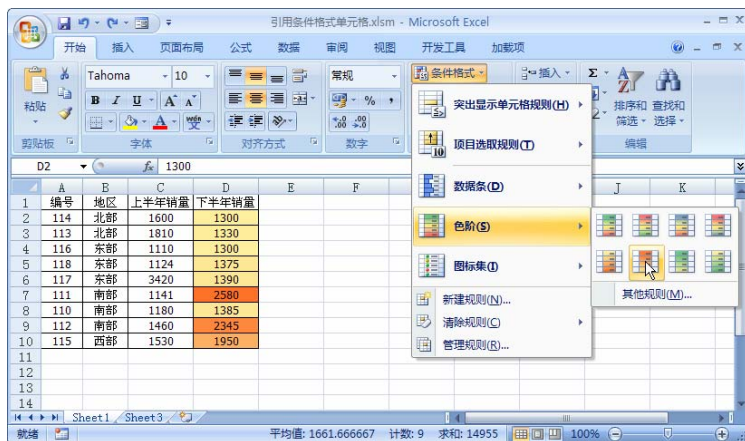 引用条件格式单元格.xlsm - Microsoft Excel
开始 插入 页面布局 公式 数据 审阅 视图 开发工具 加载项
Tahoma 10 常规 条件格式 插入 Σ
粘贴 B I U A A 排序和筛选 查找和选择
剪贴板 字体 对齐方式 数字 编辑
D2 fx 1300
A B C D E F J K
1 编号 地区 上半年销量 下半年销量
2 114 北部 1600 1300
3 113 北部 1810 1330
4 116 东部 1110 1300
5 118 东部 1124 1375
6 117 东部 3420 1390
7 111 南部 1141 2580
8 110 南部 1180 1385
9 112 南部 1460 2345
10 115 西部 1530 1950
11
12
13
14
突出显示单元格规则(H)
项目选取规则(T)
数据条(D)
色阶(S)
图标集(I)
新建规则(N)...
清除规则(C)
管理规则(R)...
其他规则(M)...
Sheet1 Sheet3
就绪 平均值: 1661.666667 计数: 9 求和: 14955 100%